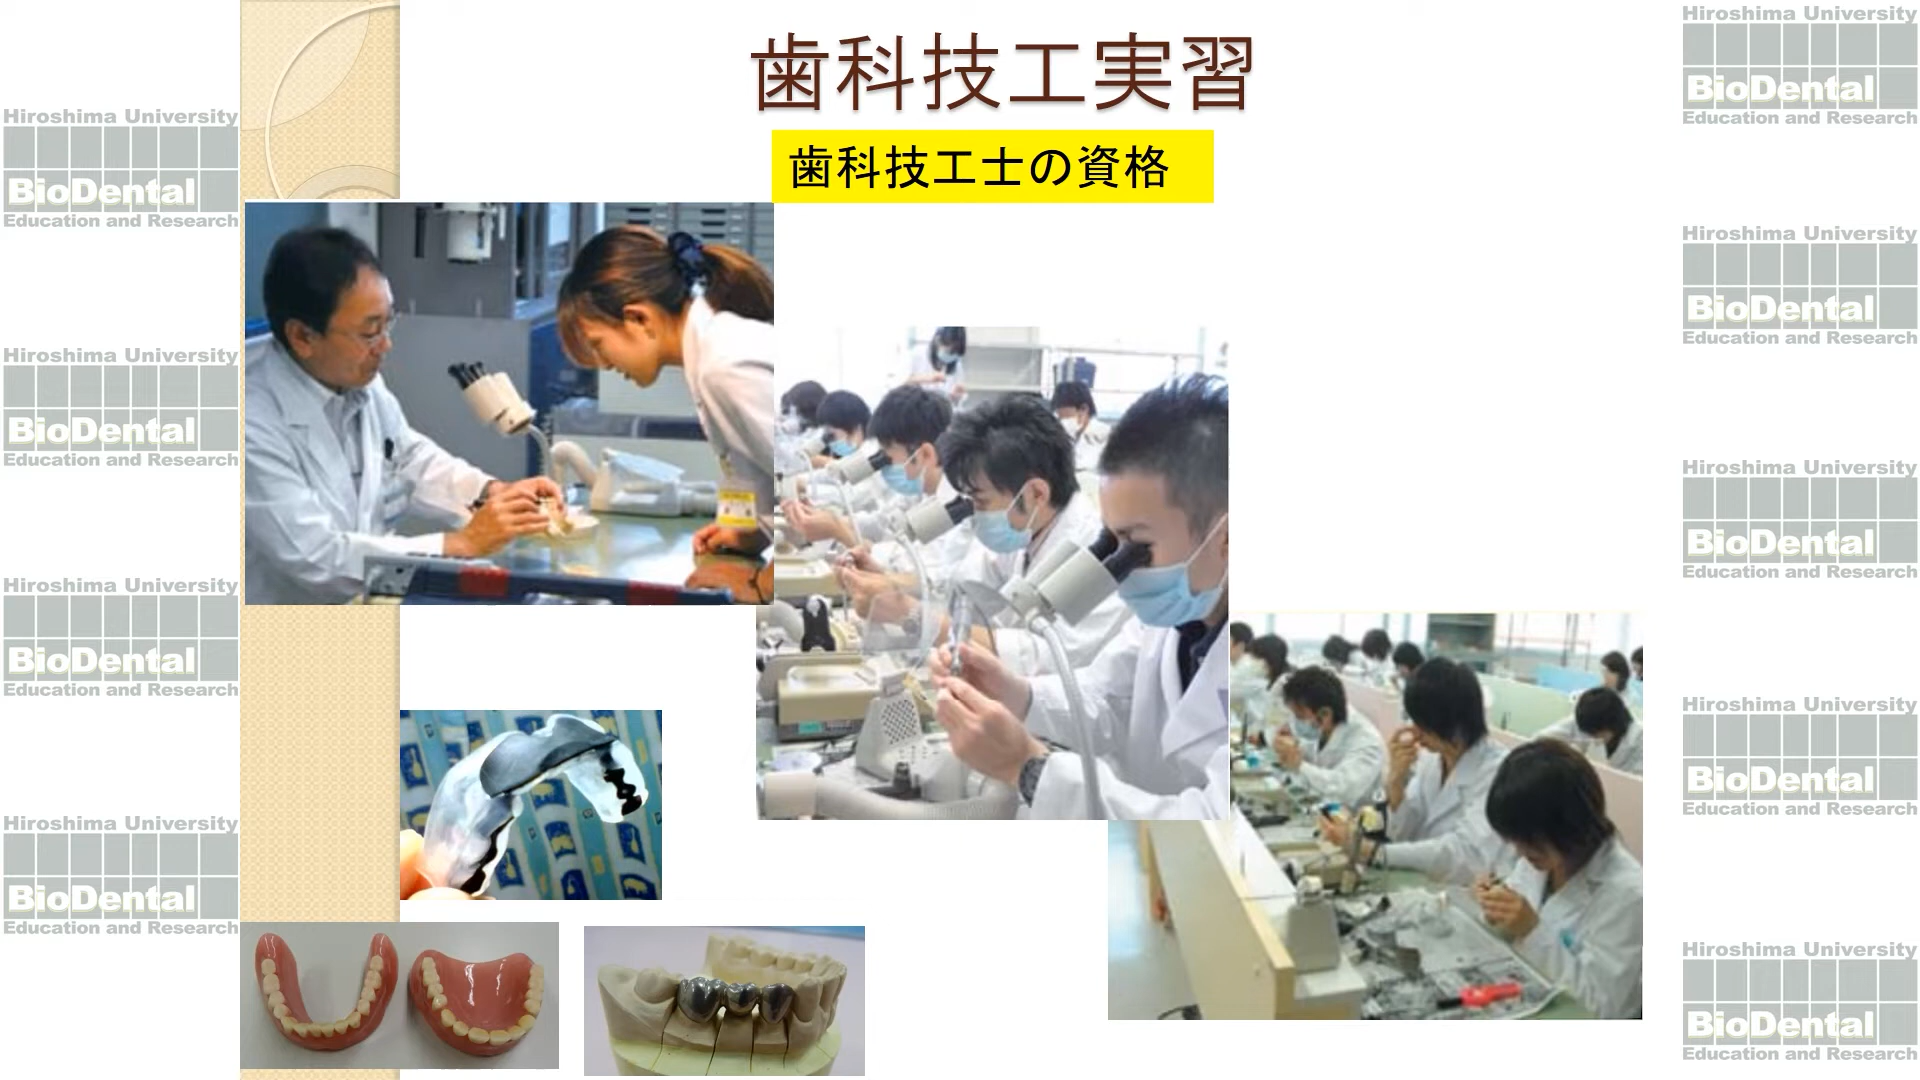 歯科技工実習
歯科技工士の資格
Hiroshima University
BioDental
Education and Research
Hiroshima University
BioDental
Education and Research
Hiroshima University
BioDental
Education and Research
Hiroshima University
BioDental
Education and Research
Hiroshima University
BioDental
Education and Research
Hiroshima University
BioDental
Education and Research
Hiroshima University
BioDental
Education and Research
Hiroshima University
BioDental
Education and Research
Hiroshima University
BioDental
Education and Research